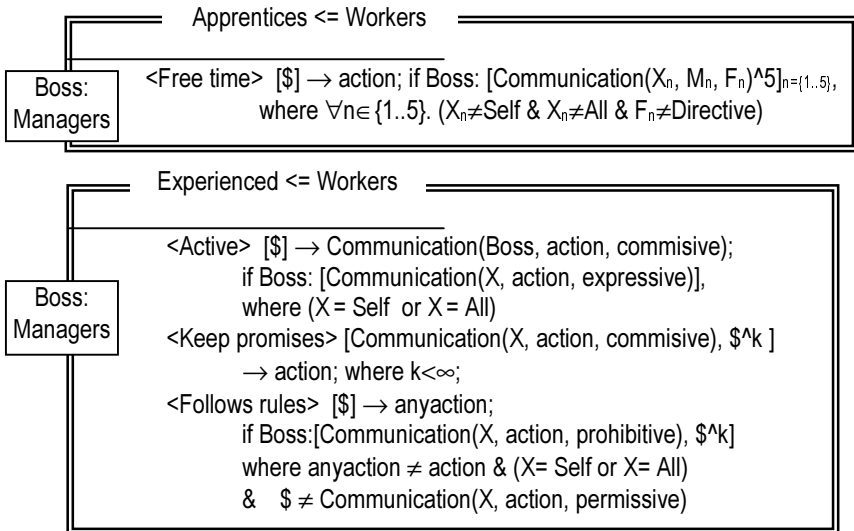 Apprentices <= Workers
Boss:
Managers
<Free time> [$] → action; if Boss: [Communication(Xₙ, Mₙ, Fₙ)^5]ₙ₌{₁..₅},
where ∀n∈{1..5}. (Xₙ≠Self & Xₙ≠All & Fₙ≠Directive)
Experienced <= Workers
Boss:
Managers
<Active> [$] → Communication(Boss, action, commisive);
if Boss: [Communication(X, action, expressive)],
where (X = Self or X = All)
<Keep promises> [Communication(X, action, commisive), $^k ]
→ action; where k<∞;
<Follows rules> [$] → anyaction;
if Boss:[Communication(X, action, prohibitive), $^k]
where anyaction ≠ action & (X= Self or X= All)
& $ ≠ Communication(X, action, permissive)